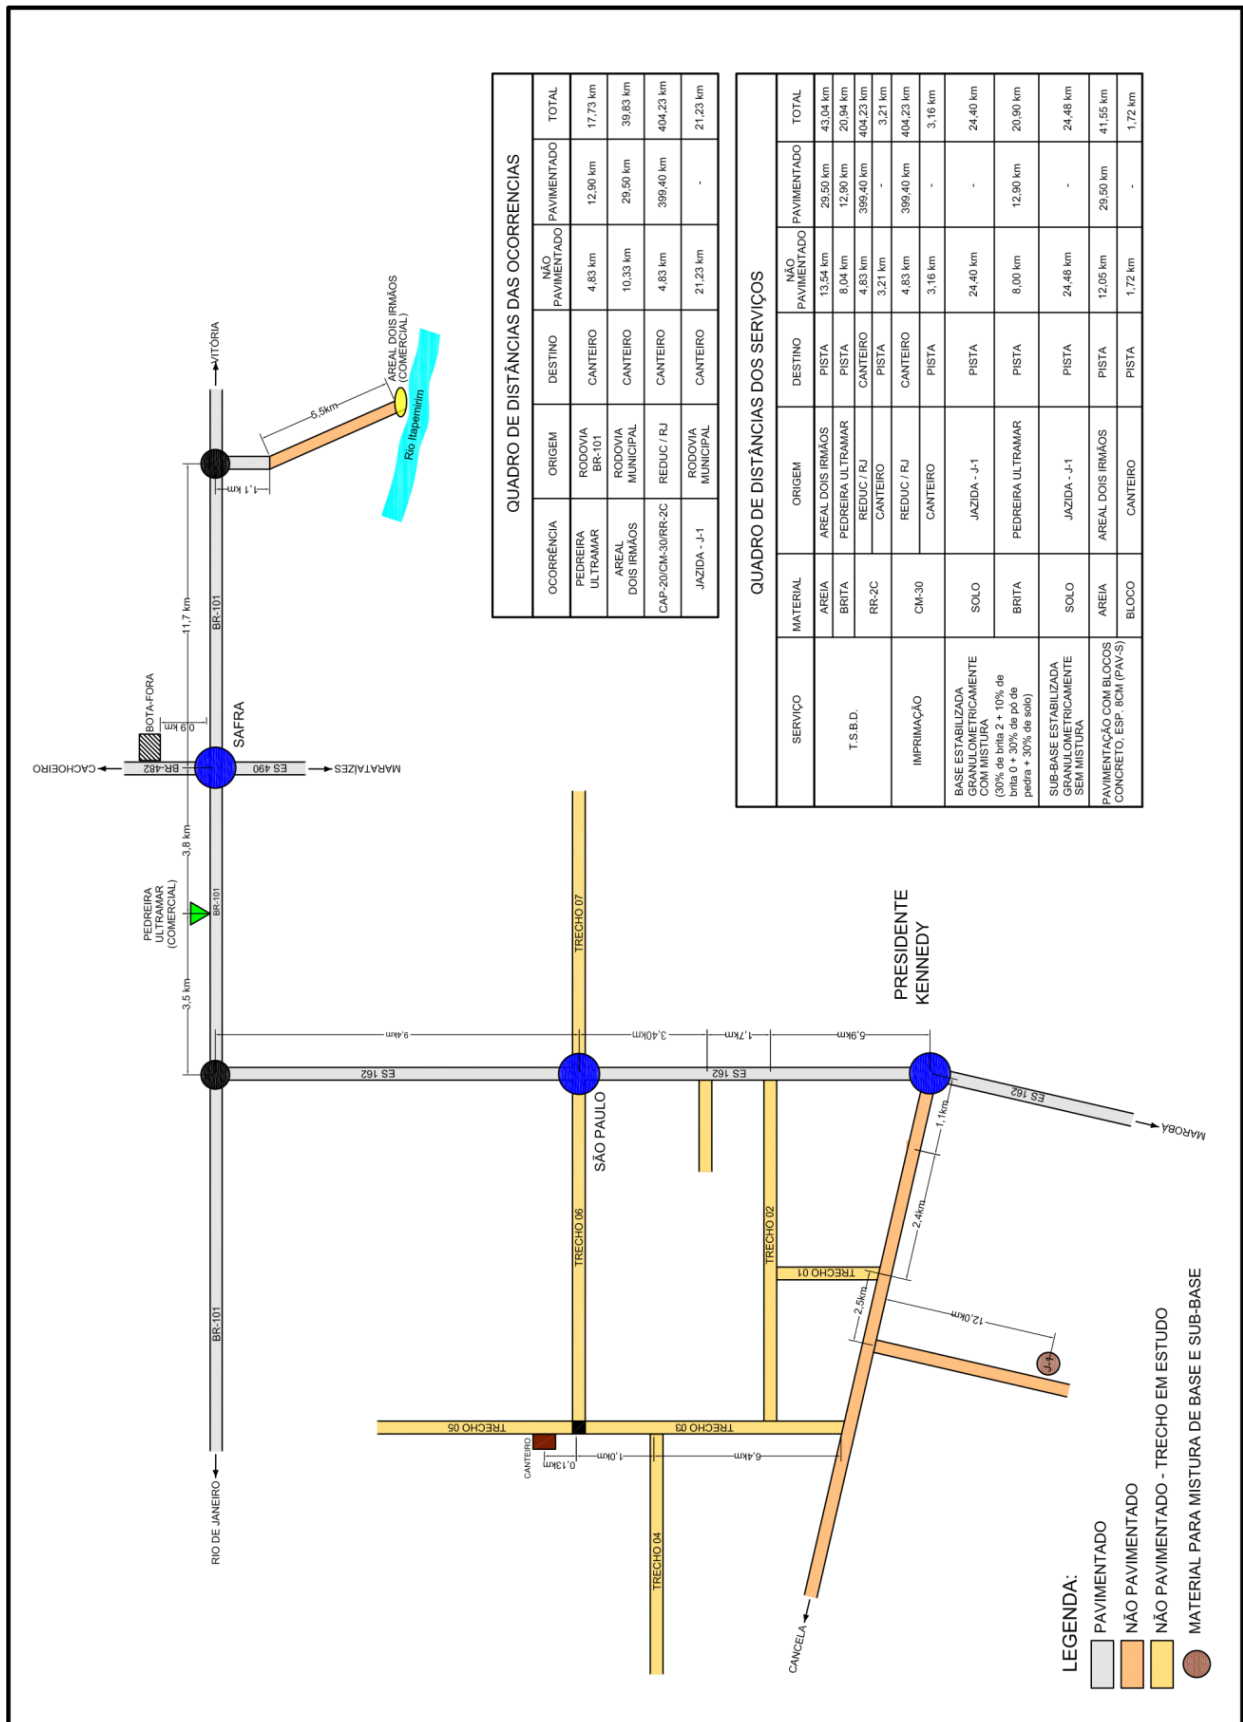 RIO DE JANEIRO
BR-101
3,5 km
PEDREIRA
ULTRAMAR
(COMERCIAL)
BR-101
3,8 km
CACHOEIRO
BR-482
BOTA-FORA
0,9 km
SAFRA
ES 490
MARATAÍZES
11,7 km
BR-101
VITÓRIA
1,1 km
5,5km
AREAL DOIS IRMÃOS
(COMERCIAL)
Rio Itapemirim
ES 162
9,4km
TRECHO 07
SÃO PAULO
TRECHO 06
3,40km
ES 162
1,7km
5,9km
TRECHO 02
TRECHO 01
TRECHO 05
CANTEIRO
0,13km
1,0km
TRECHO 03
6,4km
TRECHO 04
PRESIDENTE
KENNEDY
1,1km
ES 162
MAROBÁ
2,4km
2,5km
12,0km
J-1
CANCELA
QUADRO DE DISTÂNCIAS DAS OCORRENCIAS
OCORRÊNCIA ORIGEM DESTINO NÃO PAVIMENTADO PAVIMENTADO TOTAL
PEDREIRA ULTRAMAR RODOVIA BR-101 CANTEIRO 4,83 km 12,90 km 17,73 km
AREAL DOIS IRMÃOS RODOVIA MUNICIPAL CANTEIRO 10,33 km 29,50 km 39,83 km
CAP-20/CM-30/RR-2C REDUC / RJ CANTEIRO 4,83 km 399,40 km 404,23 km
JAZIDA - J-1 RODOVIA MUNICIPAL CANTEIRO 21,23 km - 21,23 km
QUADRO DE DISTÂNCIAS DOS SERVIÇOS
SERVIÇO MATERIAL ORIGEM DESTINO NÃO PAVIMENTADO PAVIMENTADO TOTAL
T.S.B.D. AREIA AREAL DOIS IRMÃOS PISTA 13,54 km 29,50 km 43,04 km
BRITA PEDREIRA ULTRAMAR PISTA 8,04 km 12,90 km 20,94 km
RR-2C REDUC / RJ CANTEIRO 4,83 km 399,40 km 404,23 km
CANTEIRO PISTA 3,21 km - 3,21 km
IMPRIMAÇÃO CM-30 REDUC / RJ CANTEIRO 4,83 km 399,40 km 404,23 km
CANTEIRO PISTA 3,16 km - 3,16 km
BASE ESTABILIZADA
GRANULOMETRICAMENTE
COM MISTURA
(30% de brita 2 + 10% de
brita 0 + 30% de pó de
pedra + 30% de solo)
SOLO JAZIDA - J-1 PISTA 24,40 km - 24,40 km
BRITA PEDREIRA ULTRAMAR PISTA 8,00 km 12,90 km 20,90 km
SUB-BASE ESTABILIZADA
GRANULOMETRICAMENTE
SEM MISTURA
SOLO JAZIDA - J-1 PISTA 24,48 km - 24,48 km
PAVIMENTAÇÃO COM BLOCOS
CONCRETO, ESP. 8CM (PAV-S)
AREIA AREAL DOIS IRMÃOS PISTA 12,05 km 29,50 km 41,55 km
BLOCO CANTEIRO PISTA 1,72 km - 1,72 km
LEGENDA:
PAVIMENTADO
NÃO PAVIMENTADO
NÃO PAVIMENTADO - TRECHO EM ESTUDO
MATERIAL PARA MISTURA DE BASE E SUB-BASE